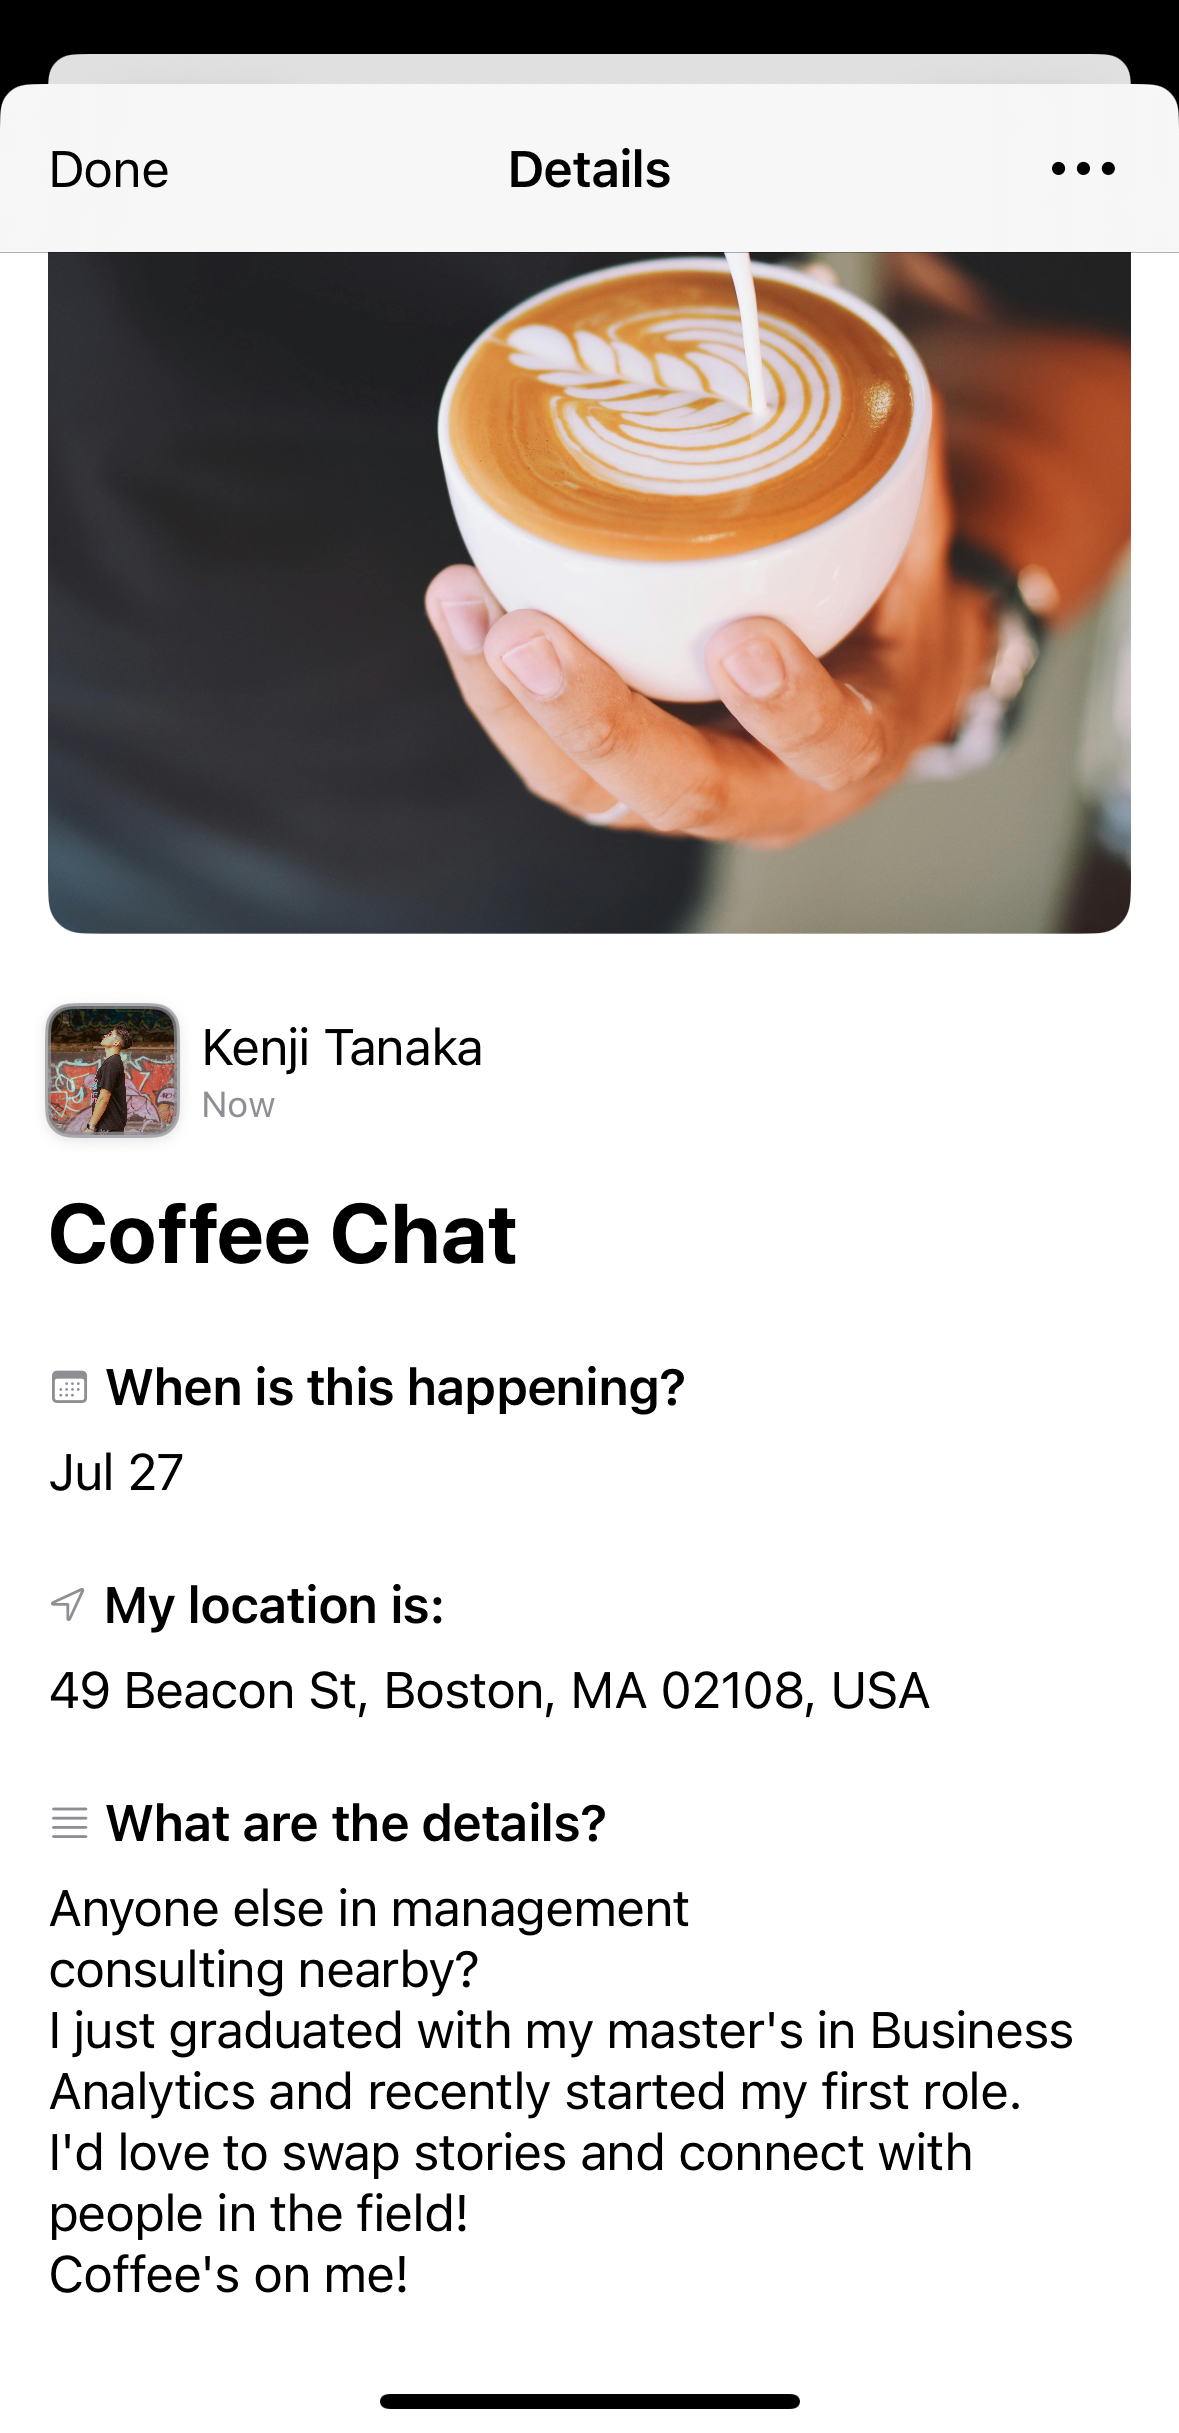 Done
Details
Kenji Tanaka
Now
Coffee Chat
When is this happening?
Jul 27
My location is:
49 Beacon St, Boston, MA 02108, USA
What are the details?
Anyone else in management
consulting nearby?
I just graduated with my master's in Business
Analytics and recently started my first role.
I'd love to swap stories and connect with
people in the field!
Coffee's on me!